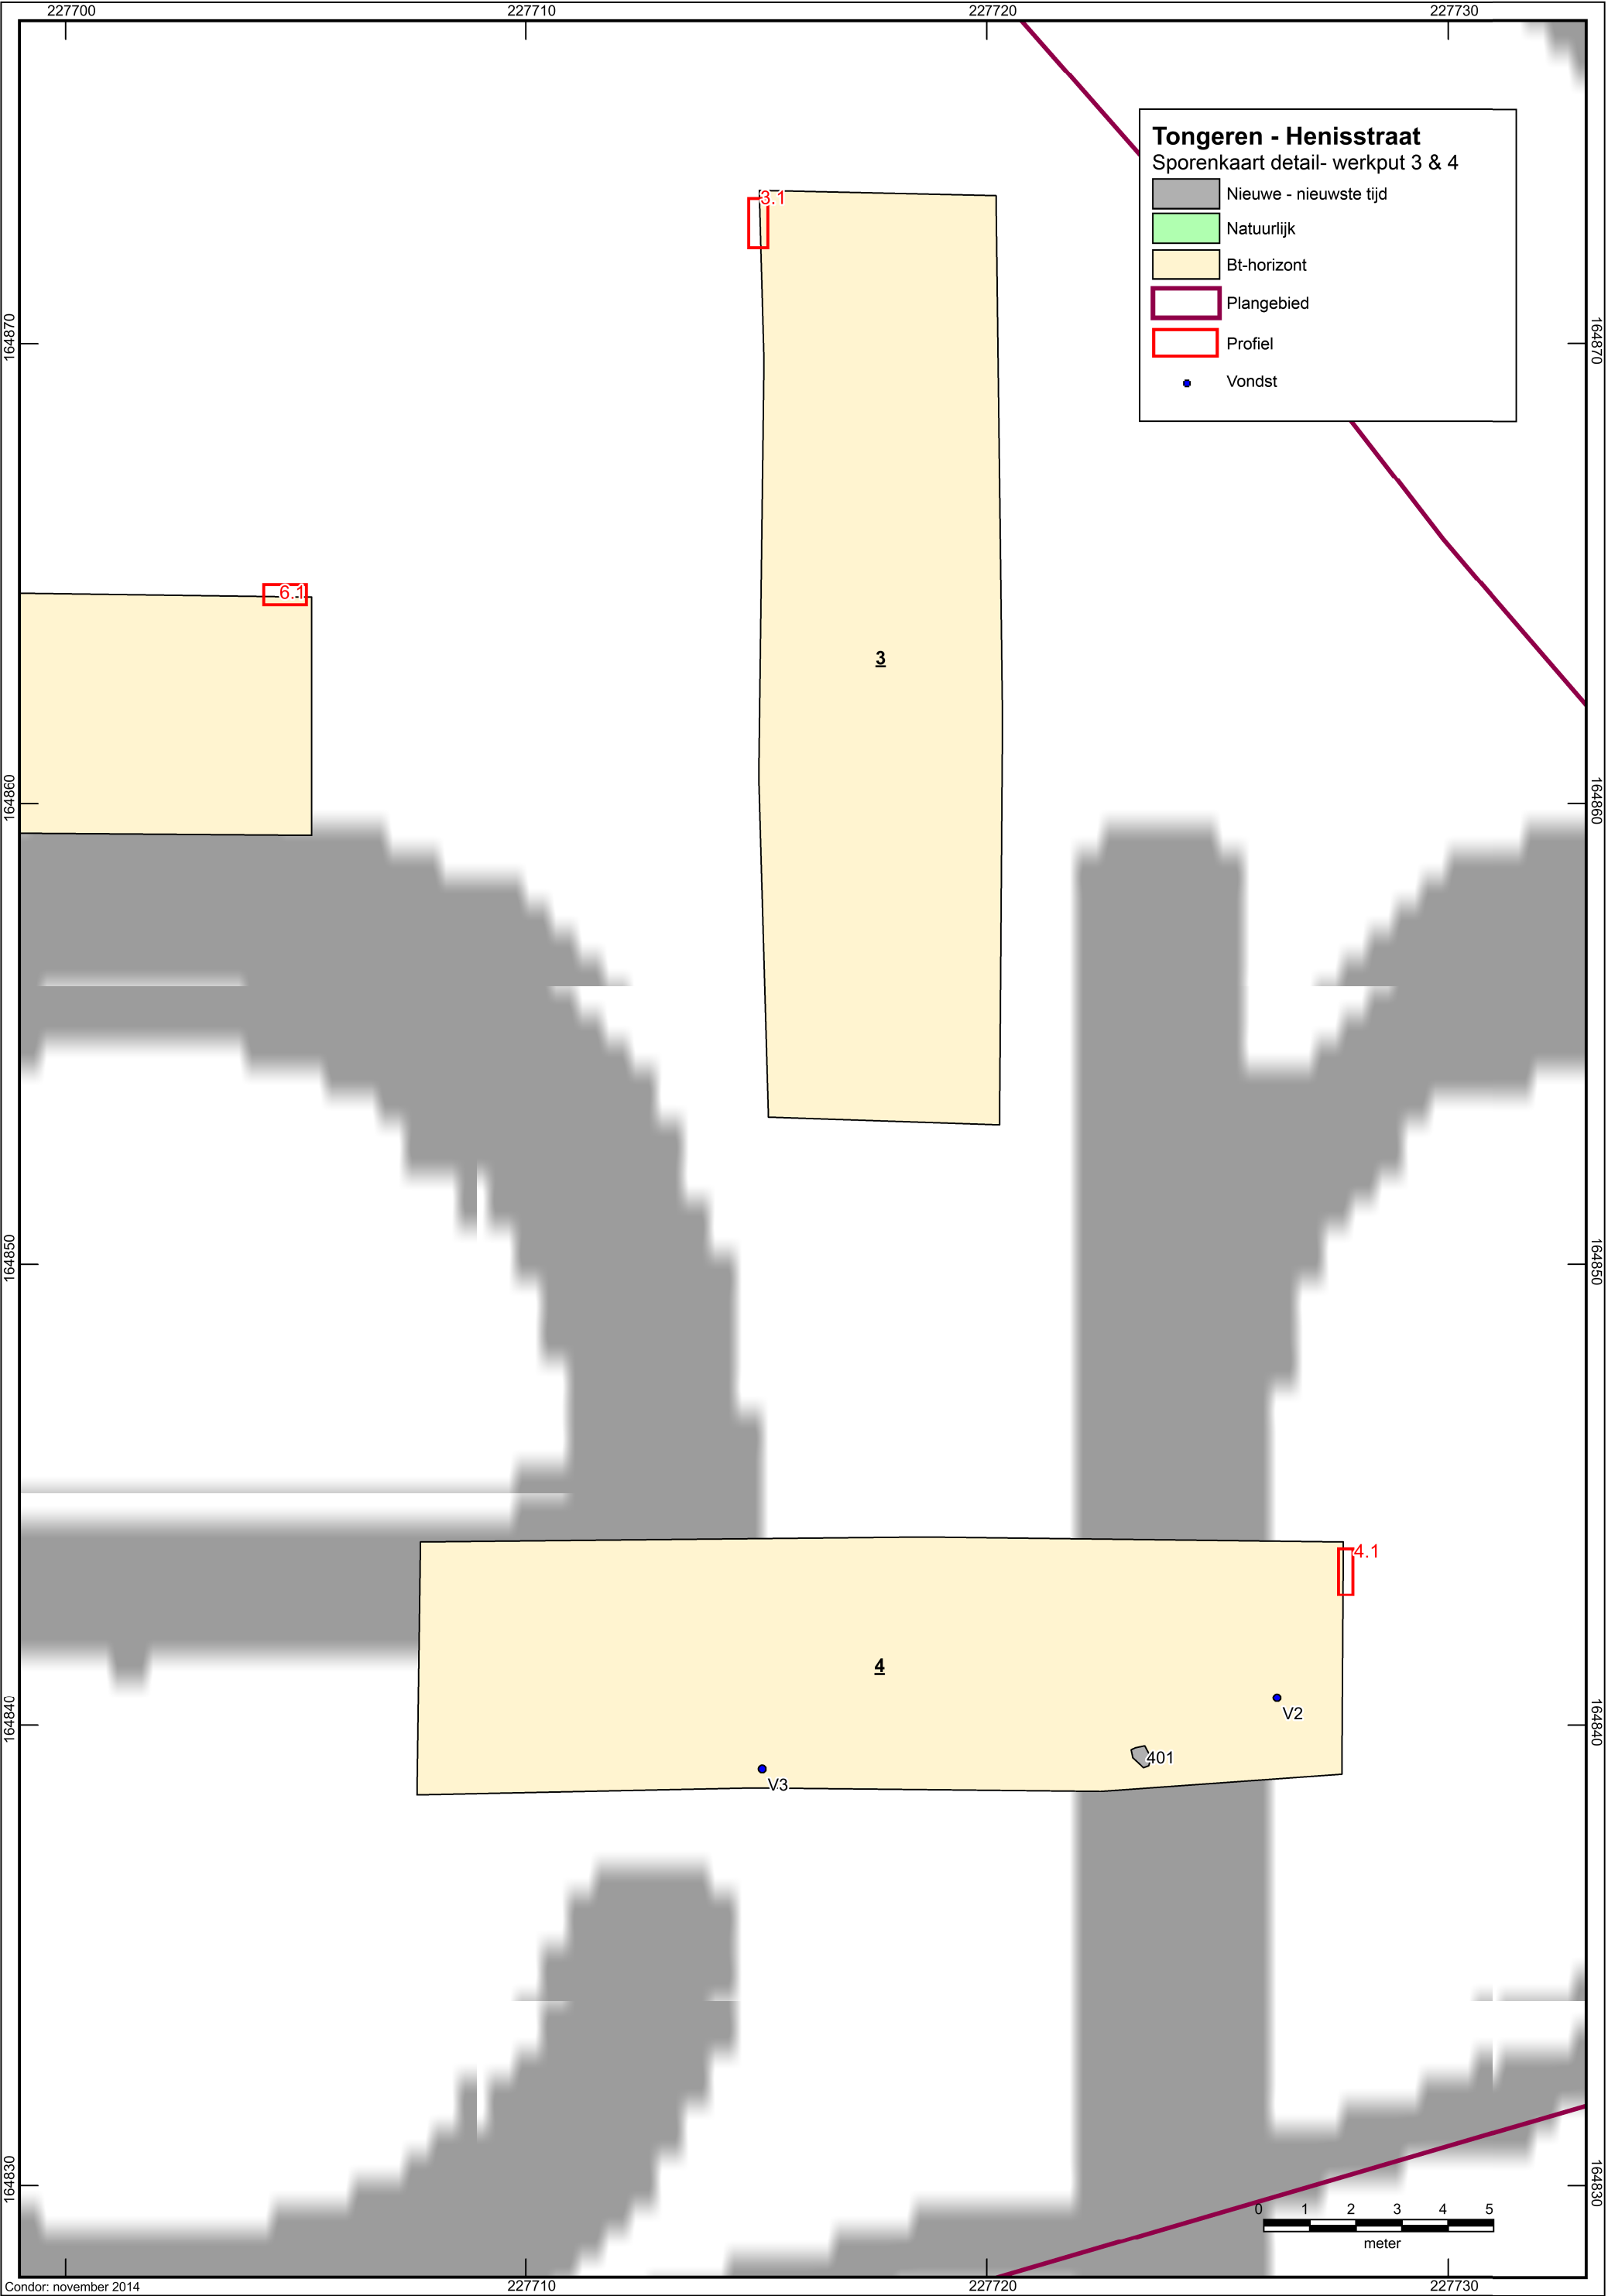 227700
227710
227720
227730
Tongeren - Henisstraat
Sporenkaart detail- werkput 3 & 4
Nieuwe - nieuwste tijd
Natuurlijk
Bt-horizont
Plangebied
Profiel
Vondst
3.1
164870
164870
6.1
3
164860
164860
164850
164850
4.1
4
V2
164840
164840
401
V3
164830
164830
0 1 2 3 4 5
meter
Condor: november 2014
227710
227720
227730